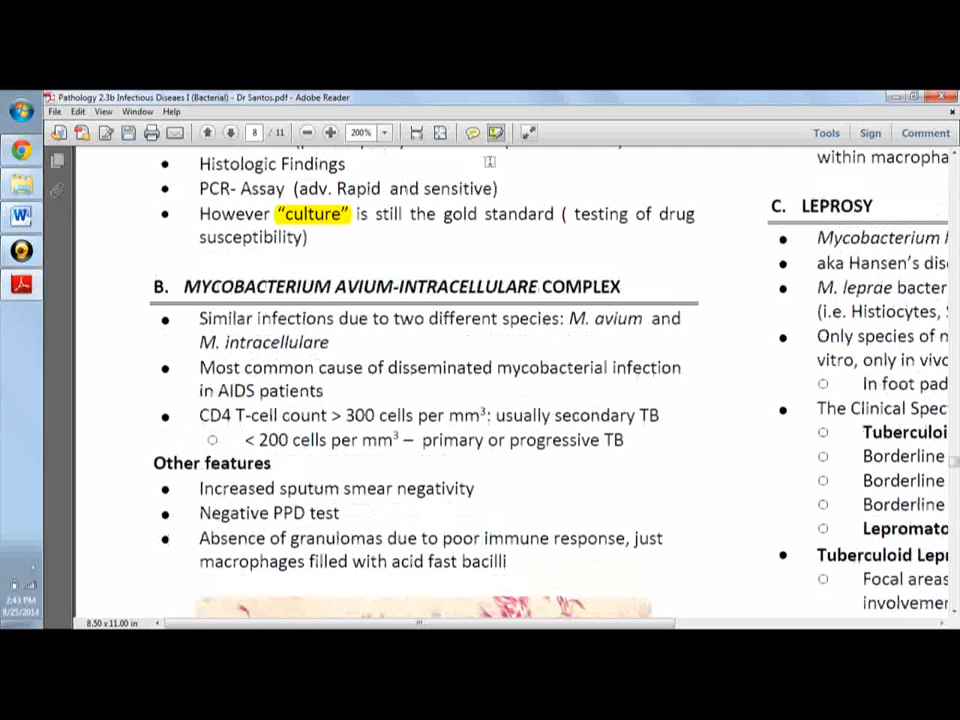 Pathology 2.3b Infectious Diseaes I (Bacterial) - Dr Santos.pdf - Adobe Reader
File Edit View Window Help
8 / 11 200% Tools Sign Comment
Histologic Findings
PCR- Assay (adv. Rapid and sensitive)
However "culture" is still the gold standard ( testing of drug
susceptibility)
B. MYCOBACTERIUM AVIUM-INTRACELLULARE COMPLEX
Similar infections due to two different species: M. avium and
M. intracellulare
Most common cause of disseminated mycobacterial infection
in AIDS patients
CD4 T-cell count > 300 cells per mm³; usually secondary TB
< 200 cells per mm³ – primary or progressive TB
Other features
Increased sputum smear negativity
Negative PPD test
Absence of granulomas due to poor immune response, just
macrophages filled with acid fast bacilli
within macropha
C. LEPROSY
Mycobacterium l
aka Hansen's dis
M. leprae bacter
(i.e. Histiocytes,
Only species of m
vitro, only in vivo
In foot pad
The Clinical Spec
Tuberculoi
Borderline
Borderline
Borderline
Lepromato
Tuberculoid Lepr
Focal areas
involvemen
8.50 x 11.00 in
2:43 PM
8/25/2014